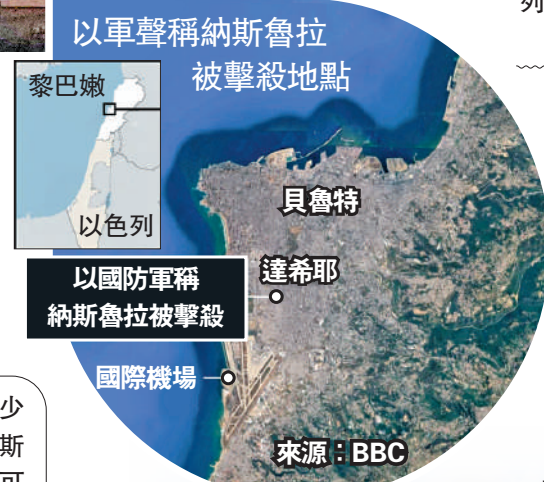 以軍聲稱納斯魯拉
被擊殺地點
列
黎巴嫩
以色列
貝魯特
達希耶
以國防軍稱
納斯魯拉被擊殺
國際機場
來源：BBC
少
斯
可